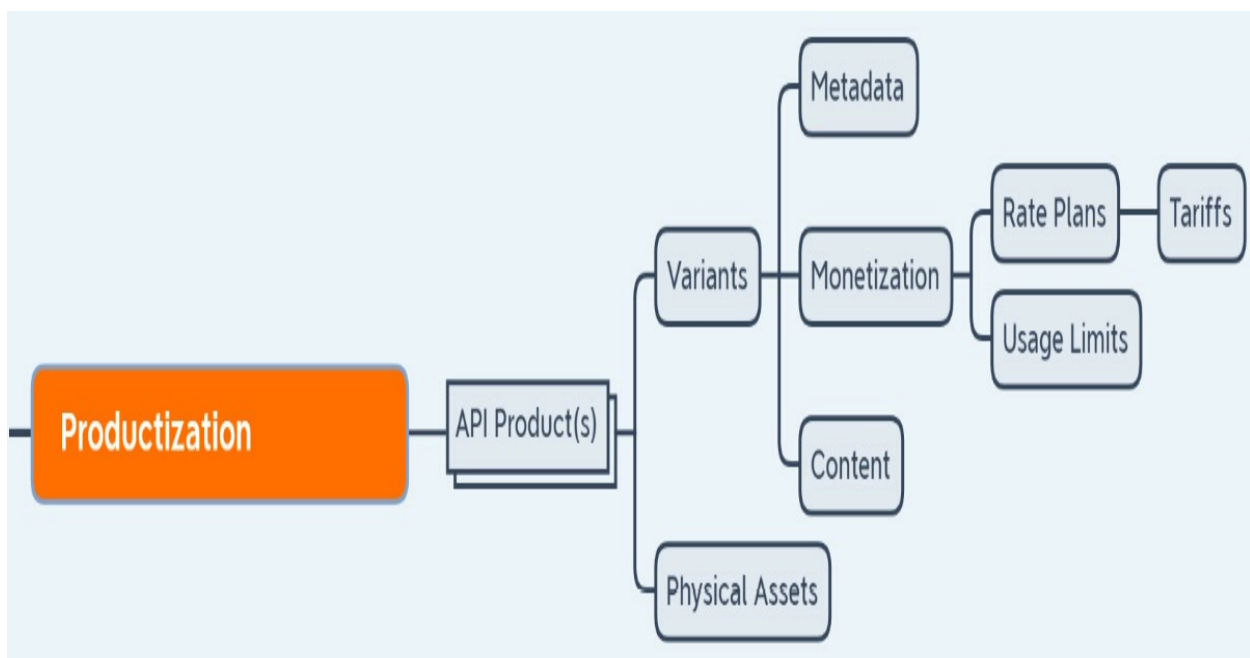 Metadata
Rate Plans
Tariffs
Variants
Monetization
Usage Limits
Productization
API Product(s)
Content
Physical Assets